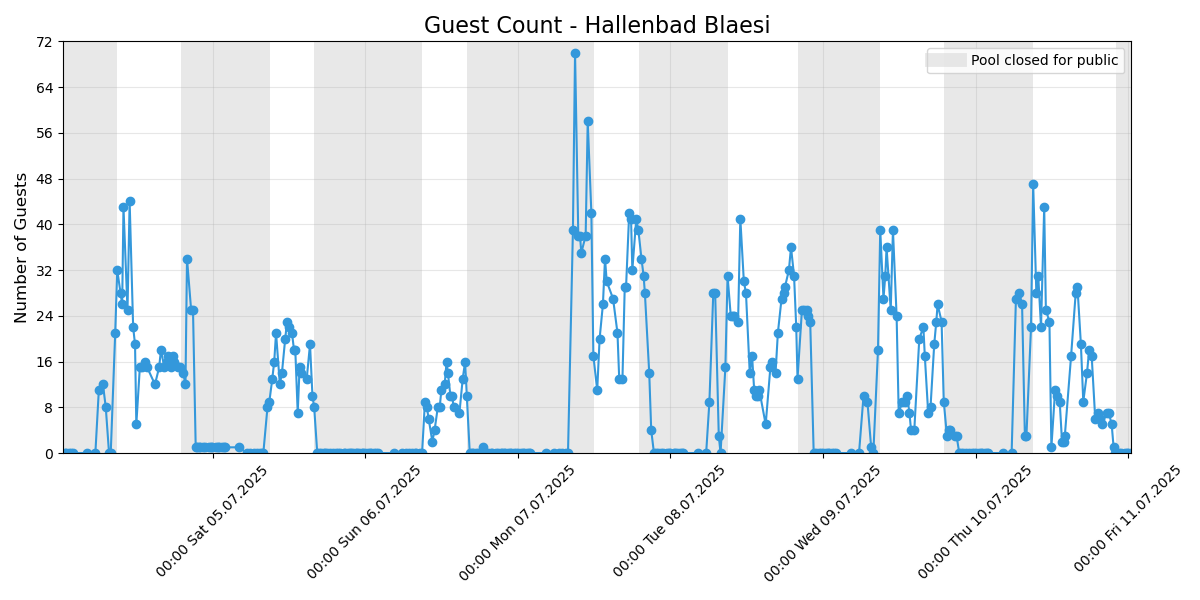 Guest Count - Hallenbad Blaesi
Pool closed for public
Number of Guests
72
64
56
48
40
32
24
16
8
0
00:00 Sat 05.07.2025
00:00 Sun 06.07.2025
00:00 Mon 07.07.2025
00:00 Tue 08.07.2025
00:00 Wed 09.07.2025
00:00 Thu 10.07.2025
00:00 Fri 11.07.2025